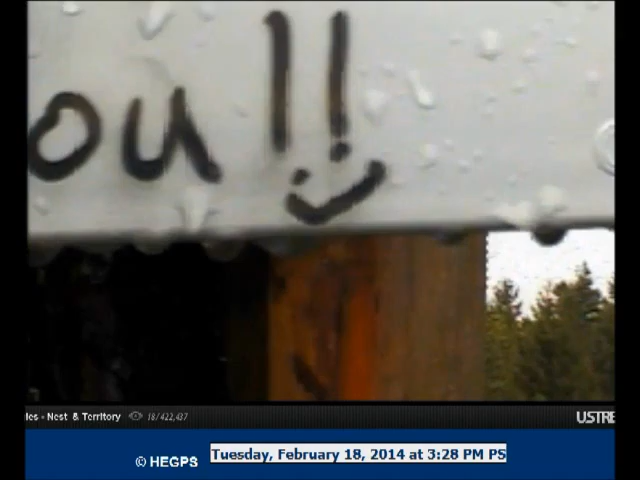 ou!!
les • Nest & Territory 18/422,437 USTRE
© HEGPS Tuesday, February 18, 2014 at 3:28 PM PS